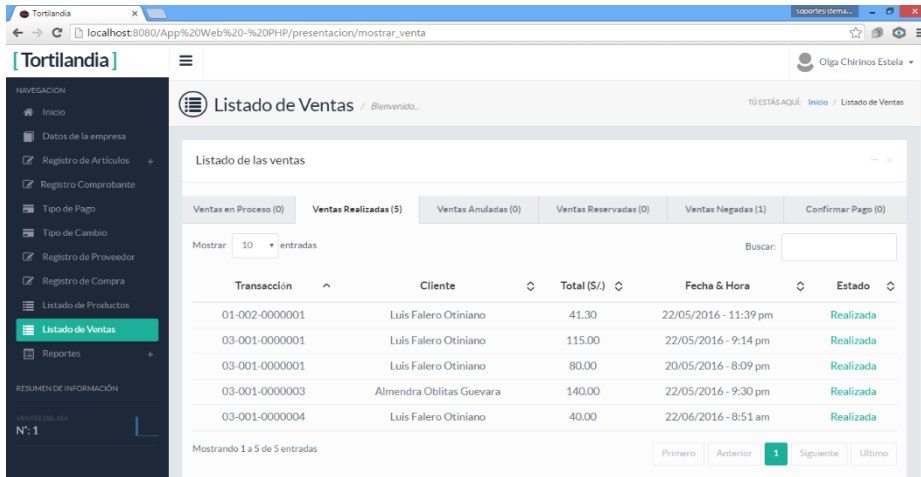 Tortilandia
soportesistema...
localhost:8080/App%20Web%20-%20PHP/presentacion/mostrar_venta
[Tortilandia]
Olga Chirinos Estela
NAVEGACION
Inicio
Datos de la empresa
Registro de Artículos +
Registro Comprobante
Tipo de Pago
Tipo de Cambio
Registro de Proveedor
Registro de Compra
Listado de Productos
Listado de Ventas
Reportes +
RESUMEN DE INFORMACIÓN
VENTAS DEL DÍA
N°: 1
Listado de Ventas / Bienvenido...
TÚ ESTÁS AQUÍ: Inicio / Listado de Ventas
Listado de las ventas
Ventas en Proceso (0) Ventas Realizadas (5) Ventas Anuladas (0) Ventas Reservadas (0) Ventas Negadas (1) Confirmar Pago (0)
Mostrar 10 entradas Buscar:
Transacción Cliente Total (S/.) Fecha & Hora Estado
01-002-0000001 Luis Falero Otiniano 41.30 22/05/2016 - 11:39 pm Realizada
03-001-0000001 Luis Falero Otiniano 115.00 22/05/2016 - 9:14 pm Realizada
03-001-0000001 Luis Falero Otiniano 80.00 20/05/2016 - 8:09 pm Realizada
03-001-0000003 Almendra Oblitas Guevara 140.00 22/05/2016 - 9:30 pm Realizada
03-001-0000004 Luis Falero Otiniano 40.00 22/06/2016 - 8:51 am Realizada
Mostrando 1 a 5 de 5 entradas
Primero Anterior 1 Siguiente Ultimo